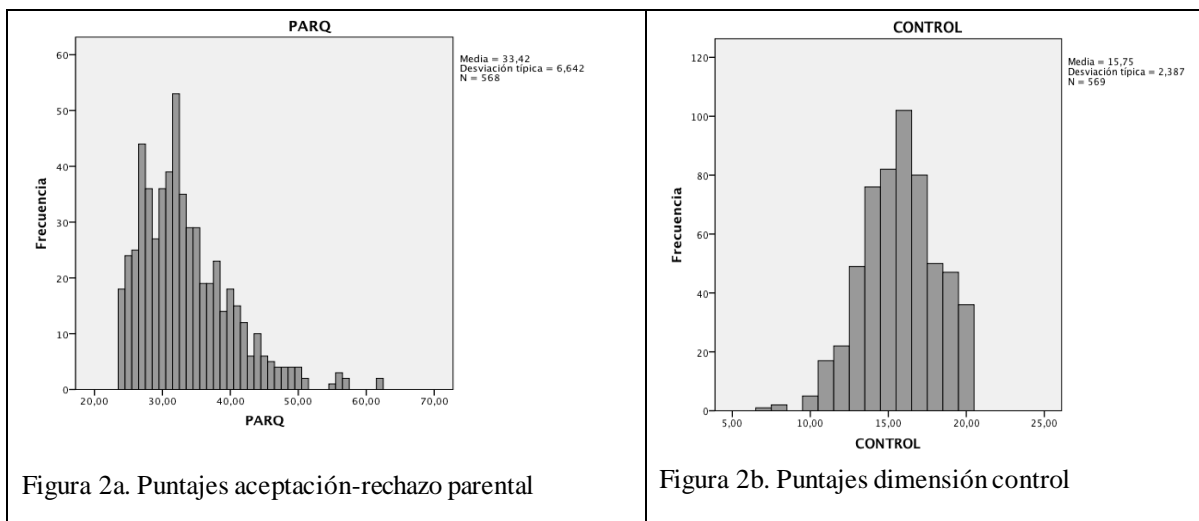 PARQ
Media = 33,42
Desviación típica = 6,642
N = 568
Frecuencia
60
50
40
30
20
10
0
20,00 30,00 40,00 50,00 60,00 70,00
PARQ
Figura 2a. Puntajes aceptación-rechazo parental
CONTROL
Media = 15,75
Desviación típica = 2,387
N = 569
Frecuencia
120
100
80
60
40
20
0
5,00 10,00 15,00 20,00 25,00
CONTROL
Figura 2b. Puntajes dimensión control